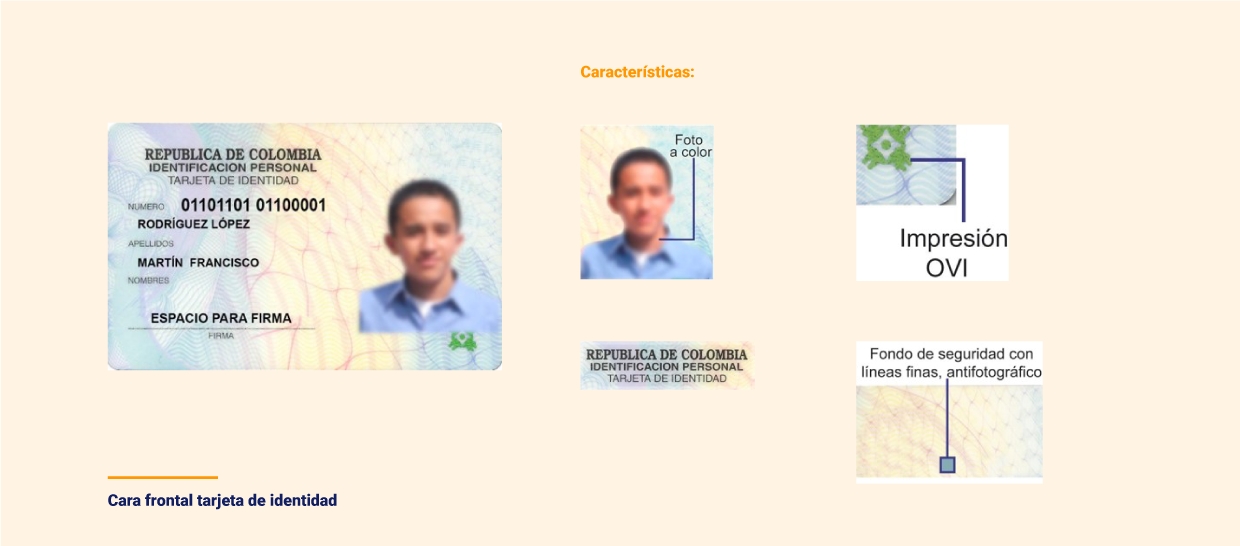 Características:
REPUBLICA DE COLOMBIA
IDENTIFICACION PERSONAL
TARJETA DE IDENTIDAD
NUMERO 01101101 01100001
RODRÍGUEZ LÓPEZ
APELLIDOS
MARTÍN FRANCISCO
NOMBRES
ESPACIO PARA FIRMA
FIRMA
Foto
a color
Impresión
OVI
REPUBLICA DE COLOMBIA
IDENTIFICACION PERSONAL
TARJETA DE IDENTIDAD
Fondo de seguridad con
líneas finas, antifotográfico
Cara frontal tarjeta de identidad